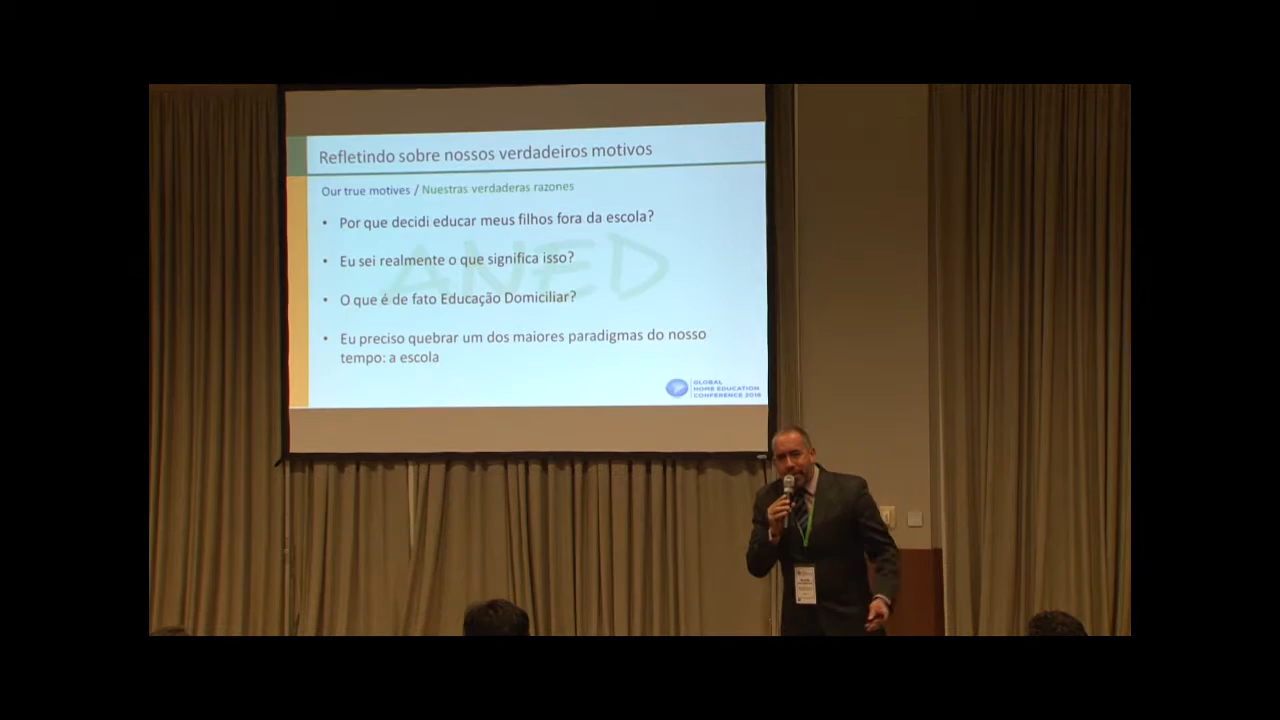 Refletindo sobre nossos verdadeiros motivos
Our true motives / Nuestras verdaderas razones
• Por que decidi educar meus filhos fora da escola?
• Eu sei realmente o que significa isso?
• O que é de fato Educação Domiciliar?
• Eu preciso quebrar um dos maiores paradigmas do nosso
tempo: a escola
ANED
GLOBAL
HOME EDUCATION
CONFERENCE 2016